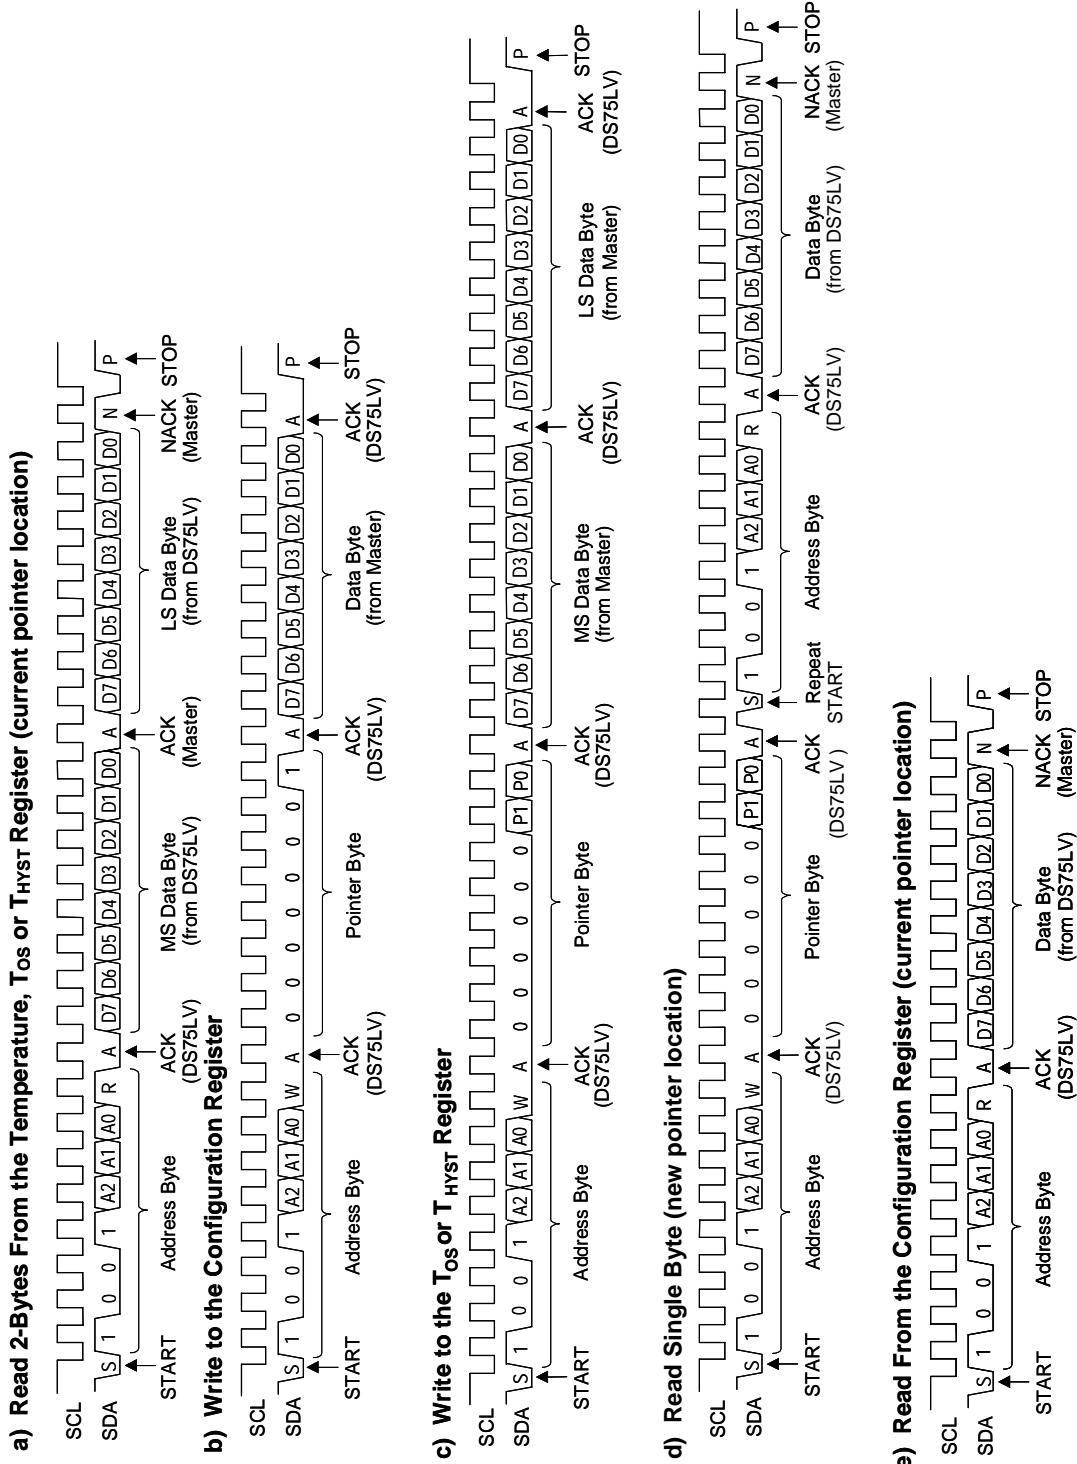 a) Read 2-Bytes From the Temperature, TOS or THYST Register (current pointer location)
SCL
SDA
S 1 0 0 1 A2 A1 A0 R A D7 D6 D5 D4 D3 D2 D1 D0 A D7 D6 D5 D4 D3 D2 D1 D0 N P
START
Address Byte
ACK
(DS75LV)
MS Data Byte
(from DS75LV)
ACK
(Master)
LS Data Byte
(from DS75LV)
NACK
(Master)
STOP
b) Write to the Configuration Register
SCL
SDA
S 1 0 0 1 A2 A1 A0 W A 0 0 0 0 0 0 0 1 A D7 D6 D5 D4 D3 D2 D1 D0 A P
START
Address Byte
ACK
(DS75LV)
Pointer Byte
ACK
(DS75LV)
Data Byte
(from Master)
ACK
(DS75LV)
STOP
c) Write to the TOS or T HYST Register
SCL
SDA
S 1 0 0 1 A2 A1 A0 W A 0 0 0 0 0 0 P1 P0 A D7 D6 D5 D4 D3 D2 D1 D0 A D7 D6 D5 D4 D3 D2 D1 D0 A P
START
Address Byte
ACK
(DS75LV)
Pointer Byte
ACK
(DS75LV)
MS Data Byte
(from Master)
ACK
(DS75LV)
LS Data Byte
(from Master)
ACK
(DS75LV)
STOP
d) Read Single Byte (new pointer location)
SCL
SDA
S 1 0 0 1 A2 A1 A0 W A 0 0 0 0 0 0 P1 P0 A S 1 0 0 1 A2 A1 A0 R A D7 D6 D5 D4 D3 D2 D1 D0 N P
START
Address Byte
ACK
(DS75LV)
Pointer Byte
ACK
(DS75LV )
Repeat
START
Address Byte
ACK
(DS75LV)
Data Byte
(from DS75LV)
NACK
(Master)
STOP
e) Read From the Configuration Register (current pointer location)
SCL
SDA
S 1 0 0 1 A2 A1 A0 R A D7 D6 D5 D4 D3 D2 D1 D0 N P
START
Address Byte
ACK
(DS75LV)
Data Byte
(from DS75LV)
NACK
(Master)
STOP